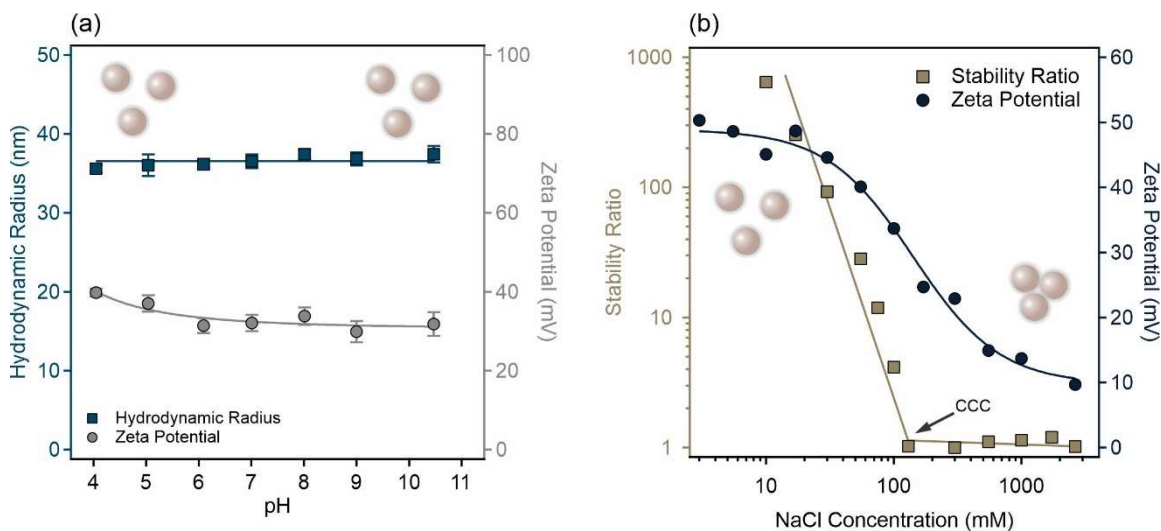 (a)
50
40
30
20
10
0
Hydrodynamic Radius (nm)
100
80
60
40
20
0
Zeta Potential (mV)
Hydrodynamic Radius
Zeta Potential
4 5 6 7 8 9 10 11
pH
(b)
1000
100
10
1
Stability Ratio
Stability Ratio
Zeta Potential
60
50
40
30
20
10
0
Zeta Potential (mV)
CCC
10 100 1000
NaCl Concentration (mM)